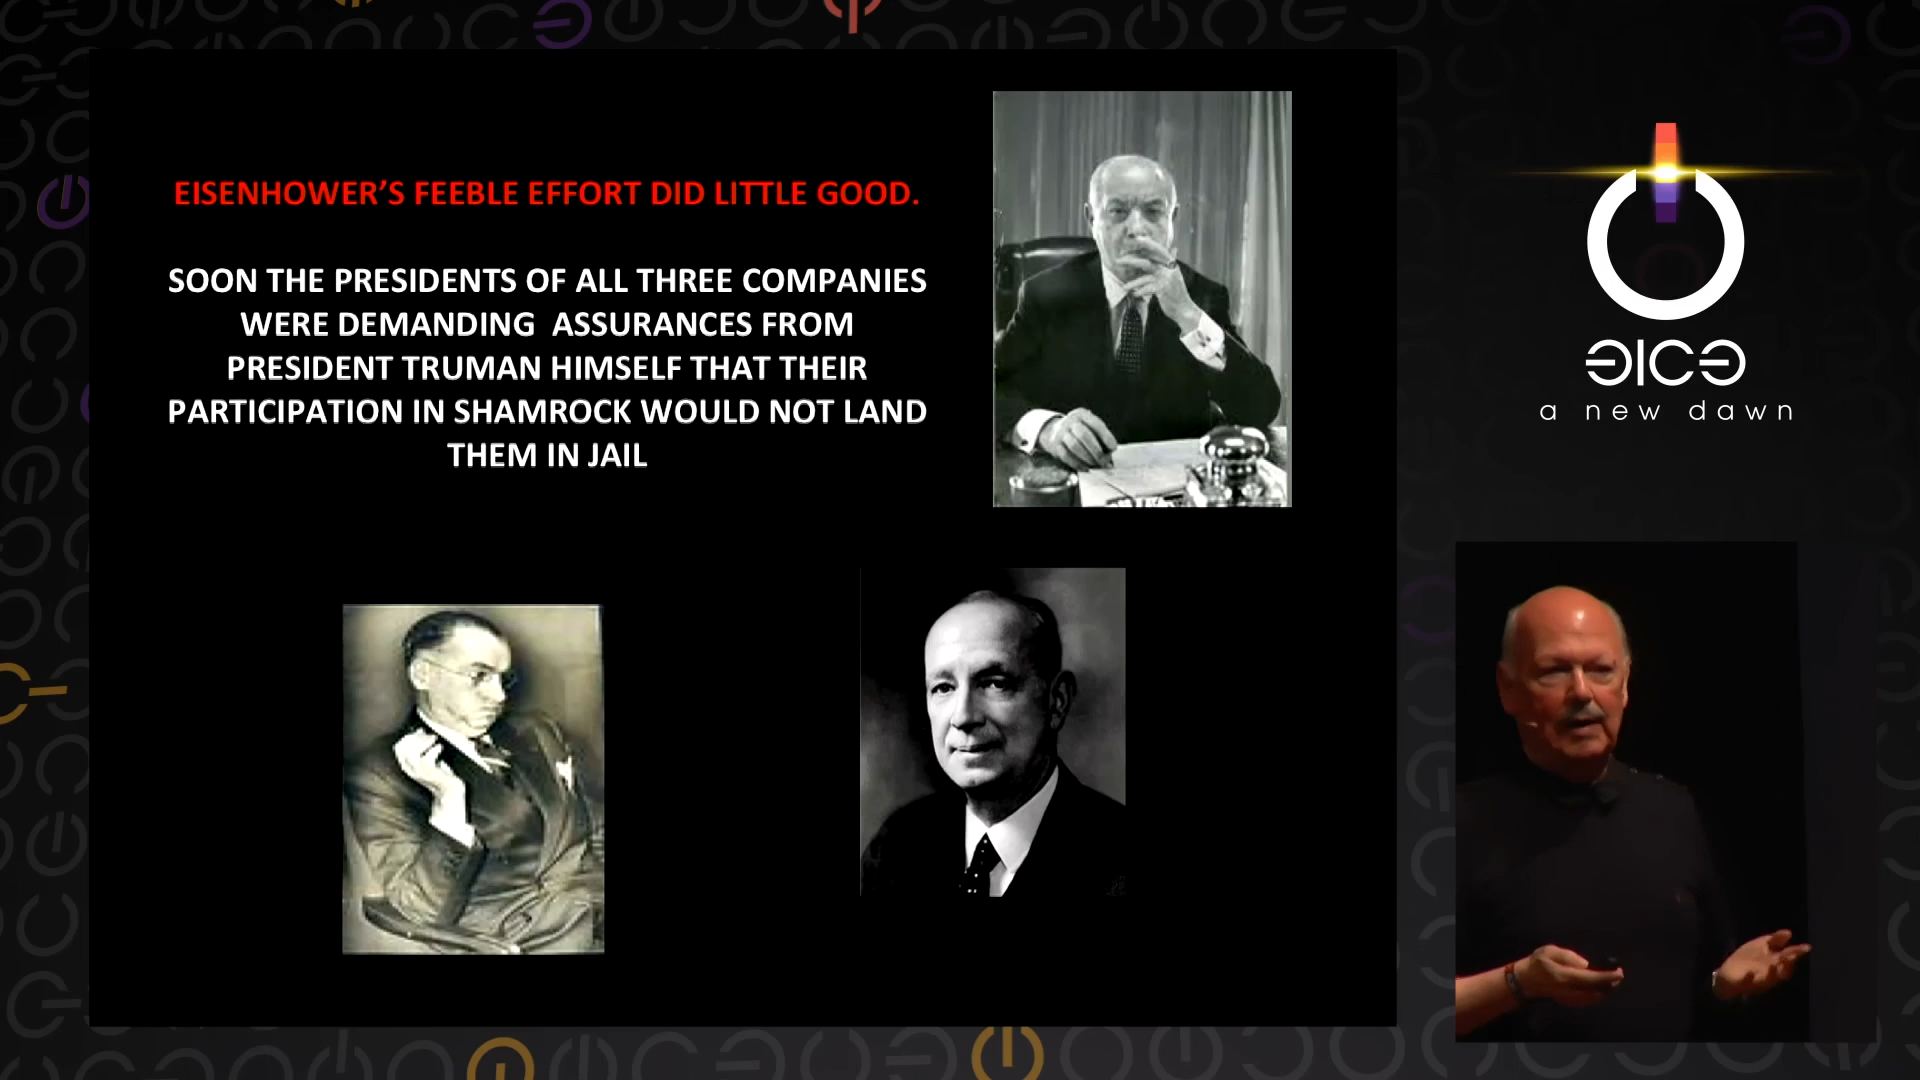 EISENHOWER’S FEEBLE EFFORT DID LITTLE GOOD.
SOON THE PRESIDENTS OF ALL THREE COMPANIES
WERE DEMANDING ASSURANCES FROM
PRESIDENT TRUMAN HIMSELF THAT THEIR
PARTICIPATION IN SHAMROCK WOULD NOT LAND
THEM IN JAIL
a new dawn